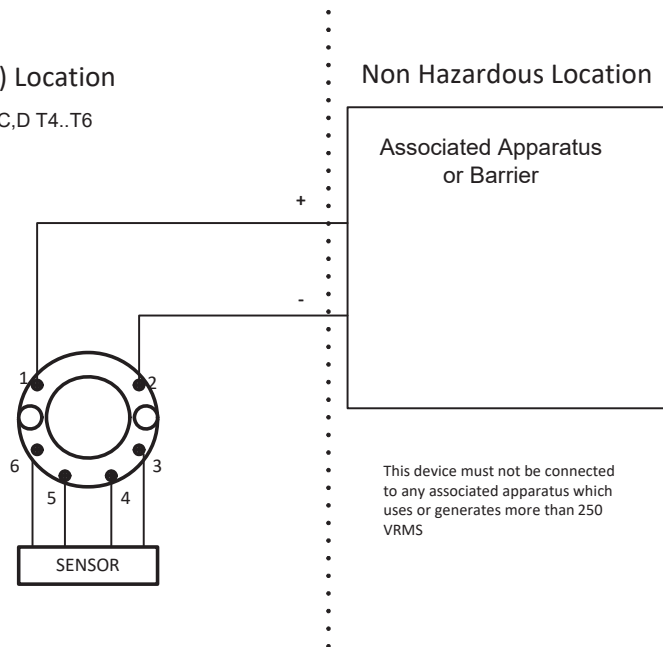 ) Location
C,D T4..T6
Non Hazardous Location
Associated Apparatus
or Barrier
+
-
1
2
6
3
5
4
SENSOR
This device must not be connected
to any associated apparatus which
uses or generates more than 250
VRMS